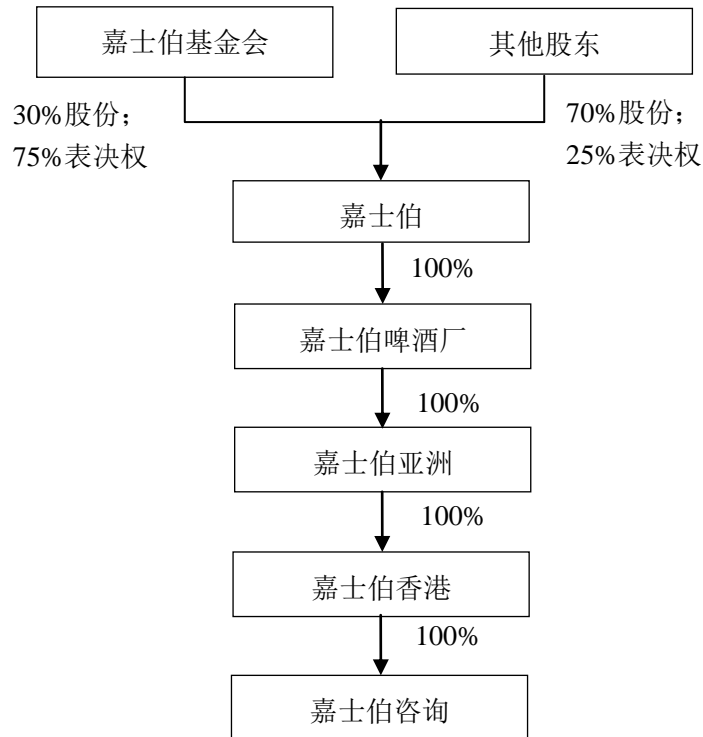 嘉士伯基金会
其他股东
30%股份；
75%表决权
70%股份；
25%表决权
嘉士伯
100%
嘉士伯啤酒厂
100%
嘉士伯亚洲
100%
嘉士伯香港
100%
嘉士伯咨询